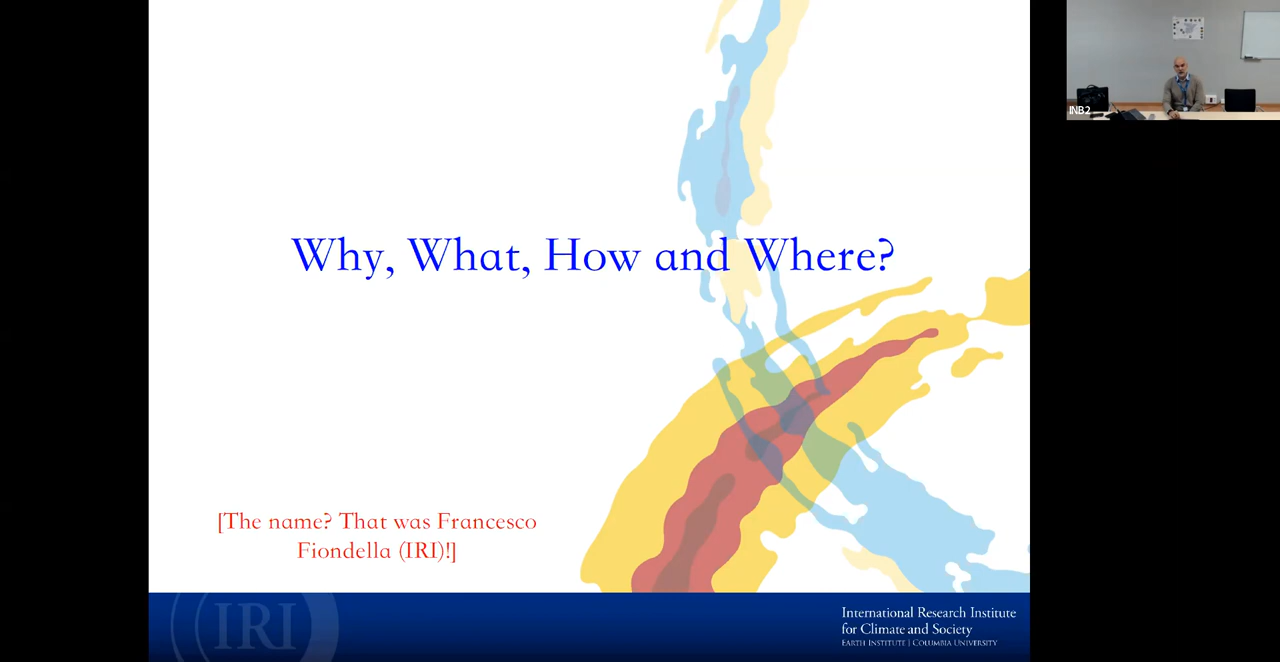 Why, What, How and Where?
[The name? That was Francesco
Fiondella (IRI)!]
IRI
International Research Institute
for Climate and Society
EARTH INSTITUTE | COLUMBIA UNIVERSITY
INB2